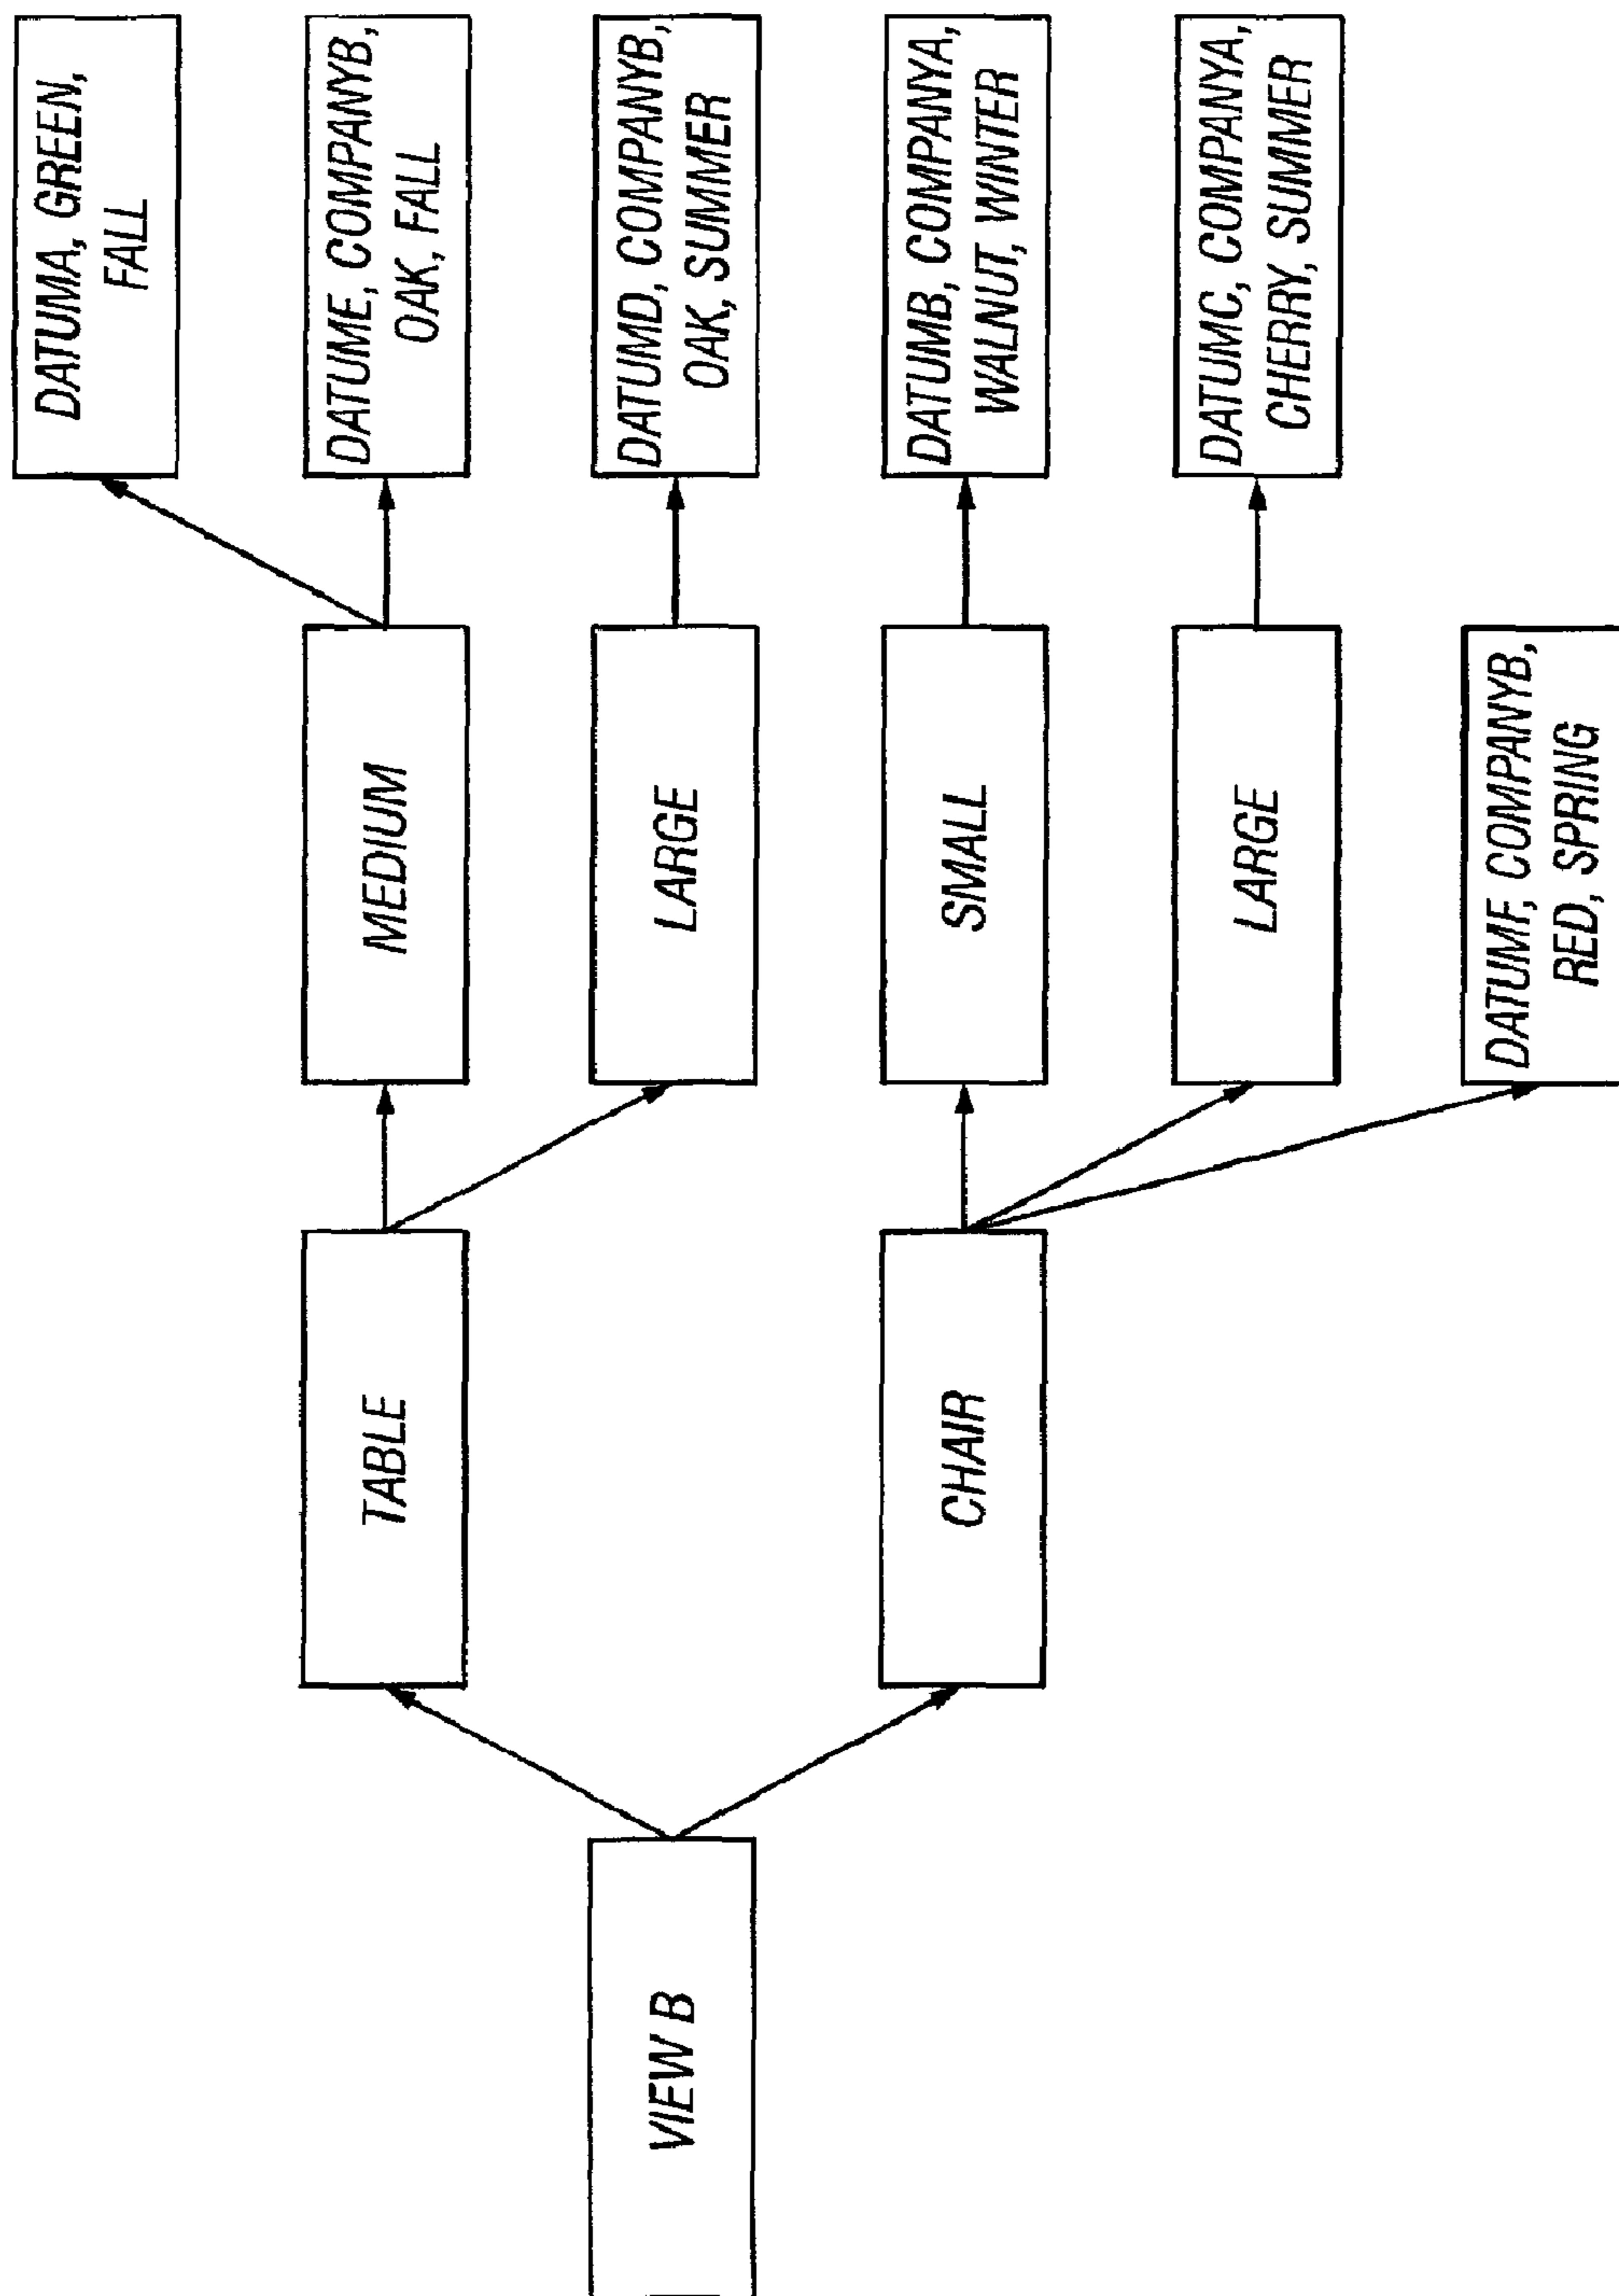 DATUMA, GREEN,
FALL
TABLE
MEDIUM
DATUME, COMPANYB,
OAK, FALL
VIEW B
LARGE
DATUMD, COMPANYB,
OAK, SUMMER
CHAIR
SMALL
DATUMB, COMPANYA,
WALNUT, WINTER
LARGE
DATUMC, COMPANYA,
CHERRY, SUMMER
DATUMF, COMPANYB,
RED, SPRING